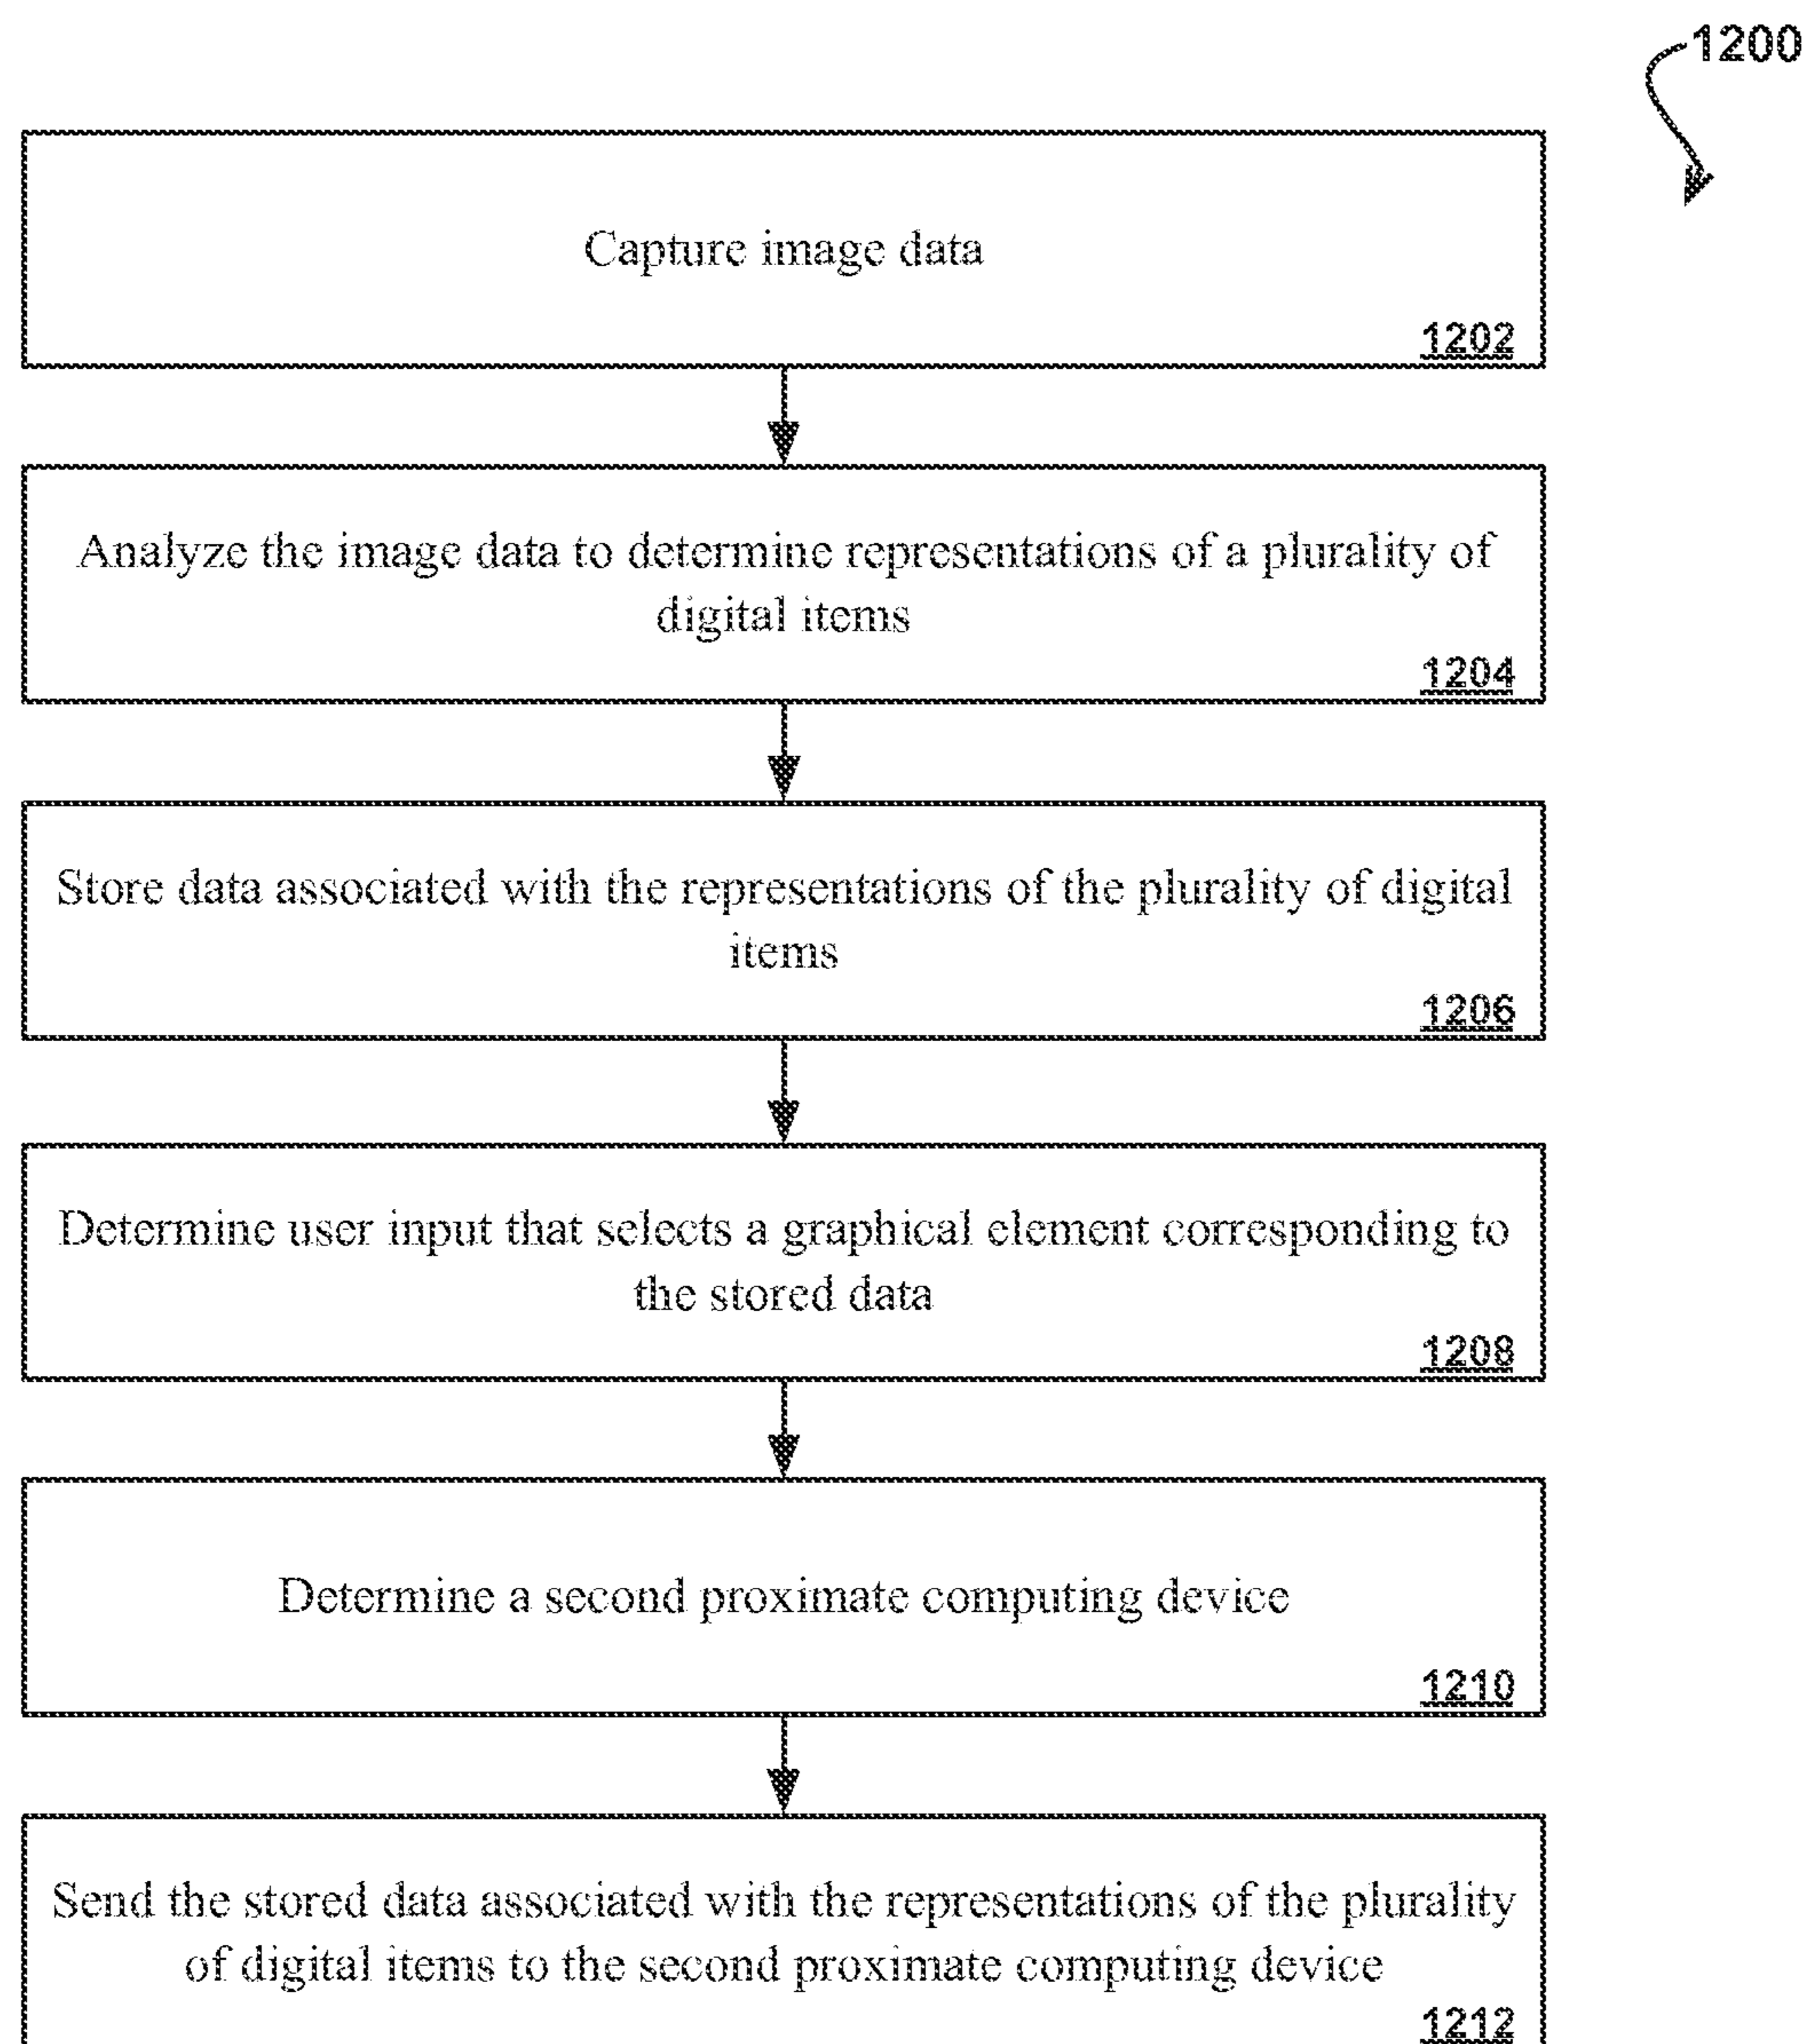 1200
Capture image data
1202
Analyze the image data to determine representations of a plurality of
digital items
1204
Store data associated with the representations of the plurality of digital
items
1206
Determine user input that selects a graphical element corresponding to
the stored data
1208
Determine a second proximate computing device
1210
Send the stored data associated with the representations of the plurality
of digital items to the second proximate computing device
1212